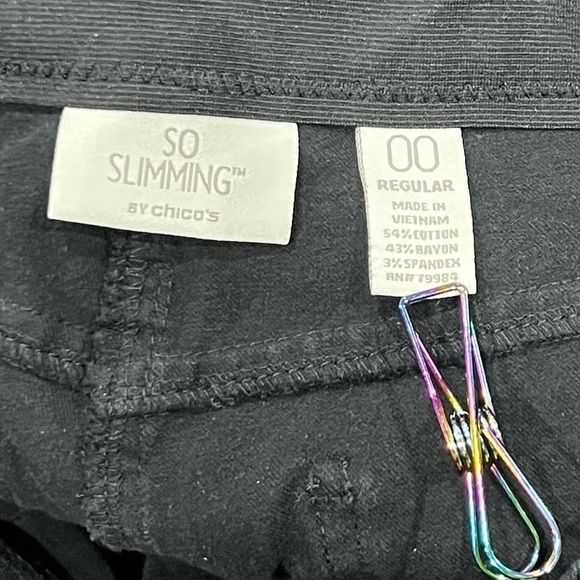 SO
SLIMMING™
BY chico's
00
REGULAR
MADE IN
VIETNAM
54% COTTON
43% RAYON
3% SPANDEX
RN# 79984